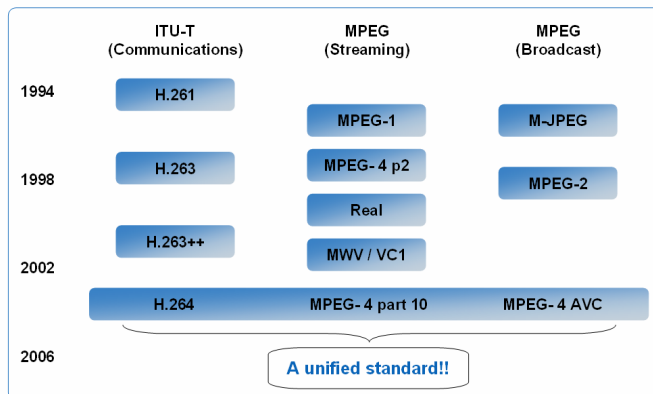 ITU-T MPEG MPEG
(Communications) (Streaming) (Broadcast)
1994
H.261
MPEG-1 M-JPEG
H.263 MPEG- 4 p2
1998
MPEG-2
Real
H.263++
MWV / VC1
2002
H.264 MPEG- 4 part 10 MPEG- 4 AVC
2006
A unified standard!!